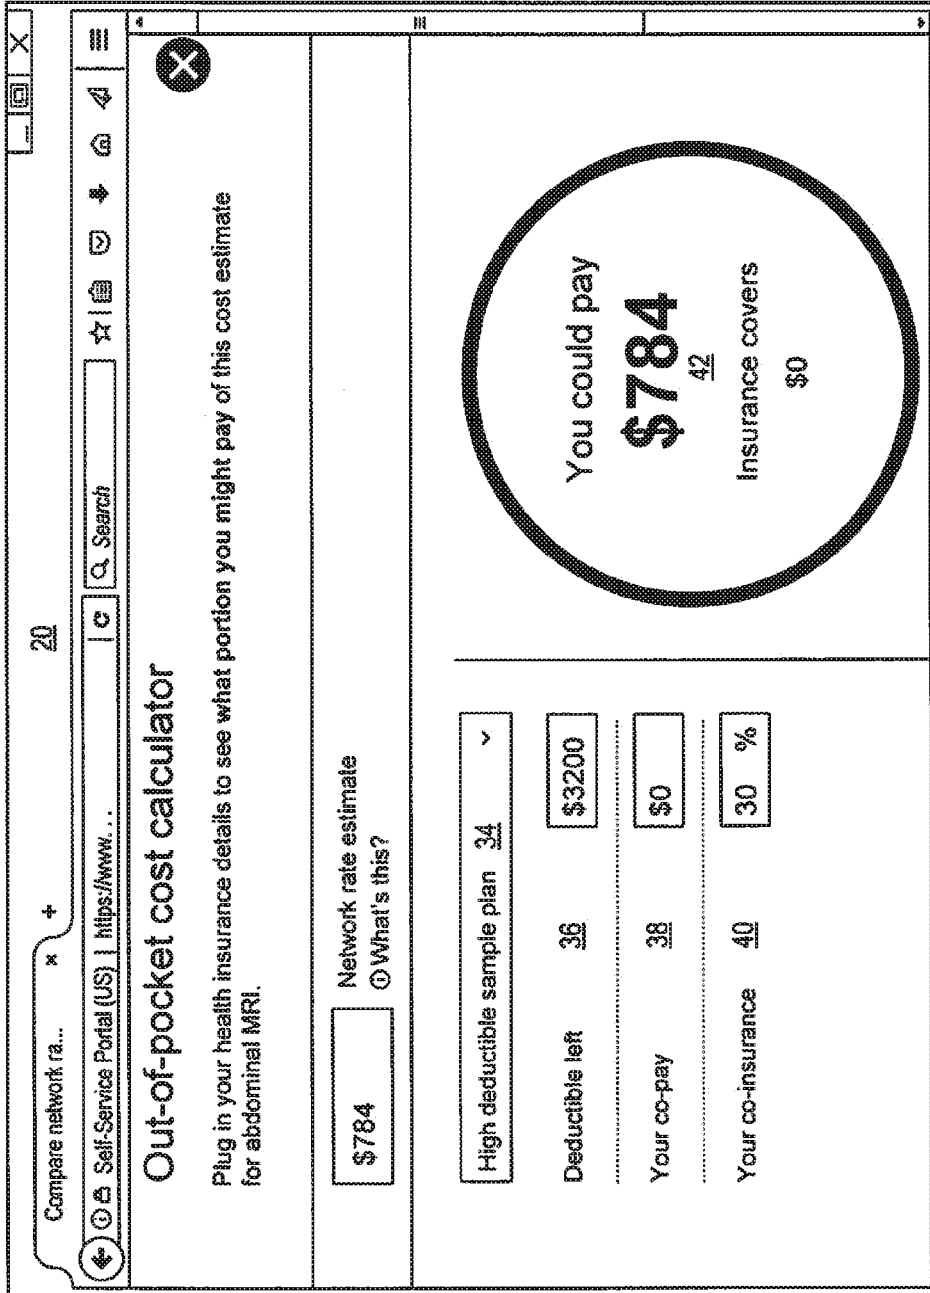 20
Compare network ra... × +
Self-Service Portal (US) | https://www...
Search
Out-of-pocket cost calculator
Plug in your health insurance details to see what portion you might pay of this cost estimate
for abdominal MRI.
$784
Network rate estimate
What's this?
High deductible sample plan 34
Deductible left 36 $3200
Your co-pay 38 $0
Your co-insurance 40 30 %
You could pay
$784
42
Insurance covers
$0